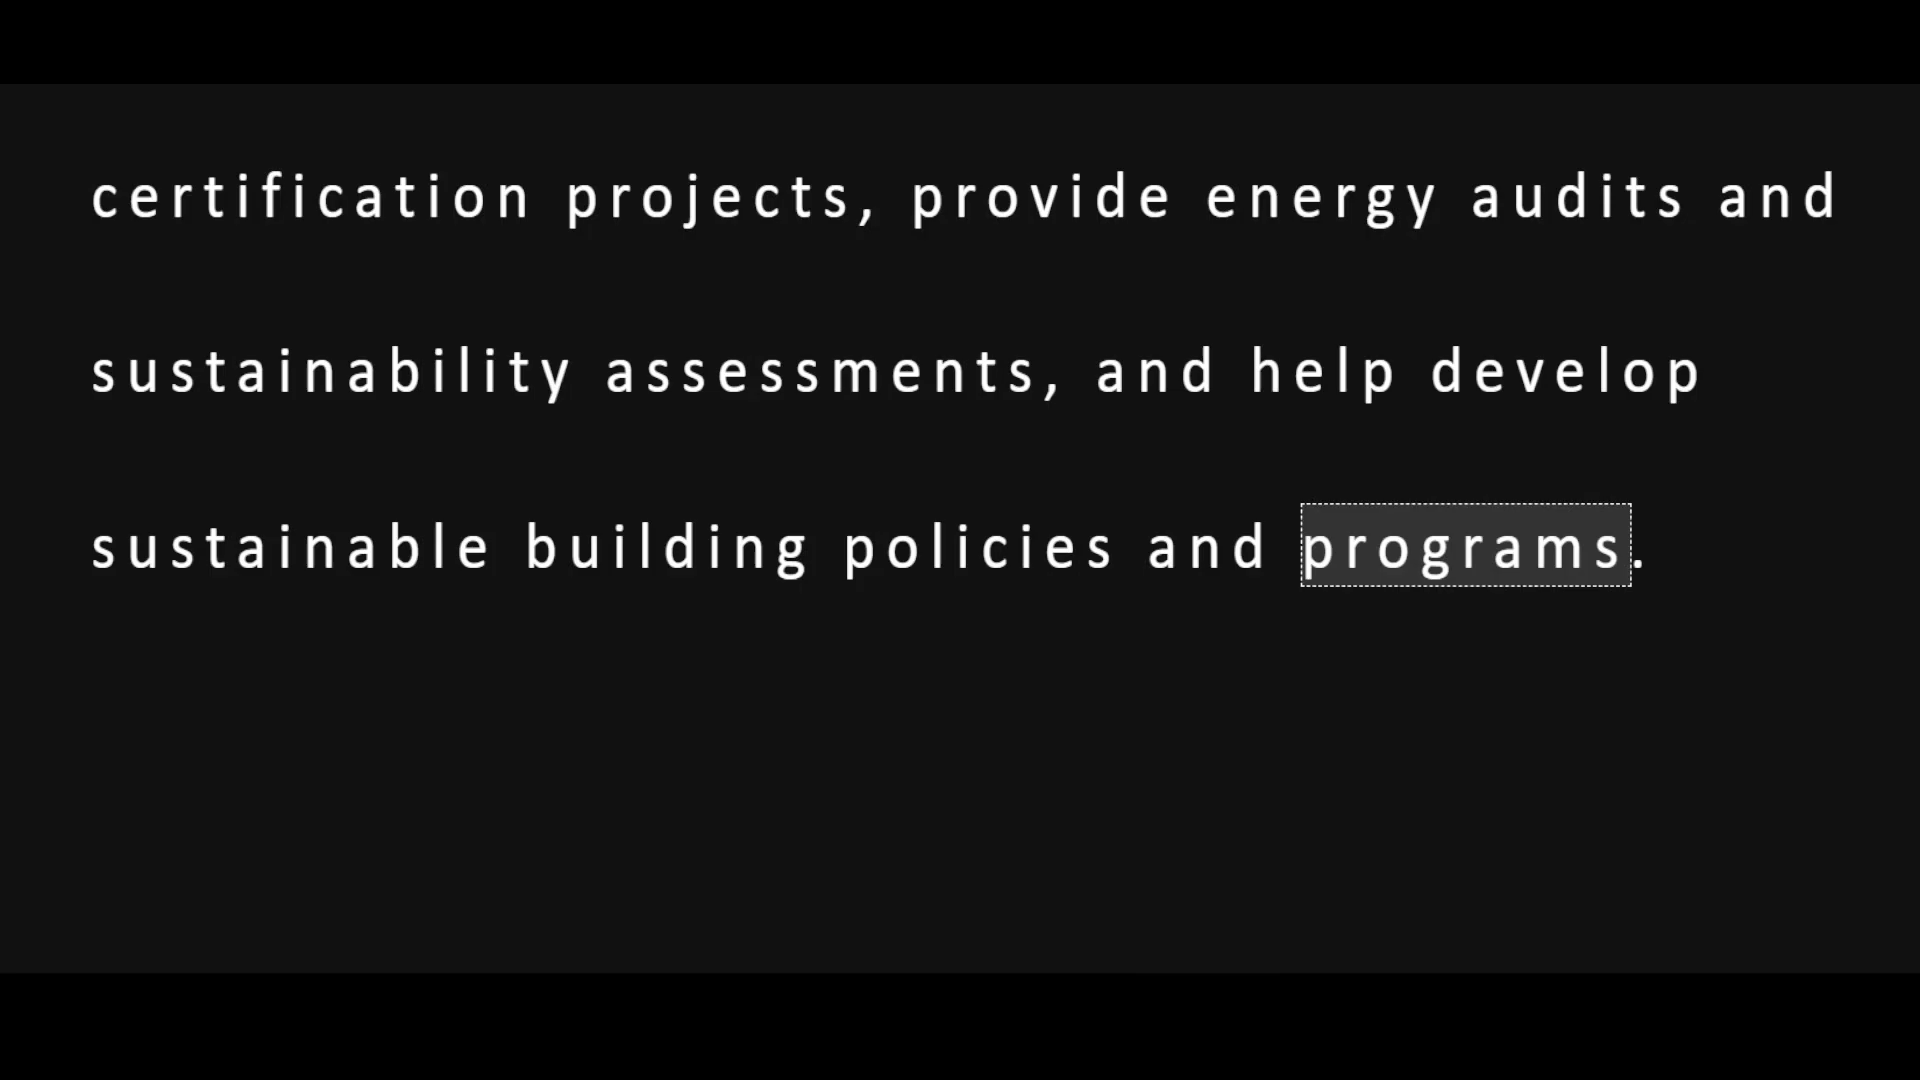 certification projects, provide energy audits and
sustainability assessments, and help develop
sustainable building policies and programs.